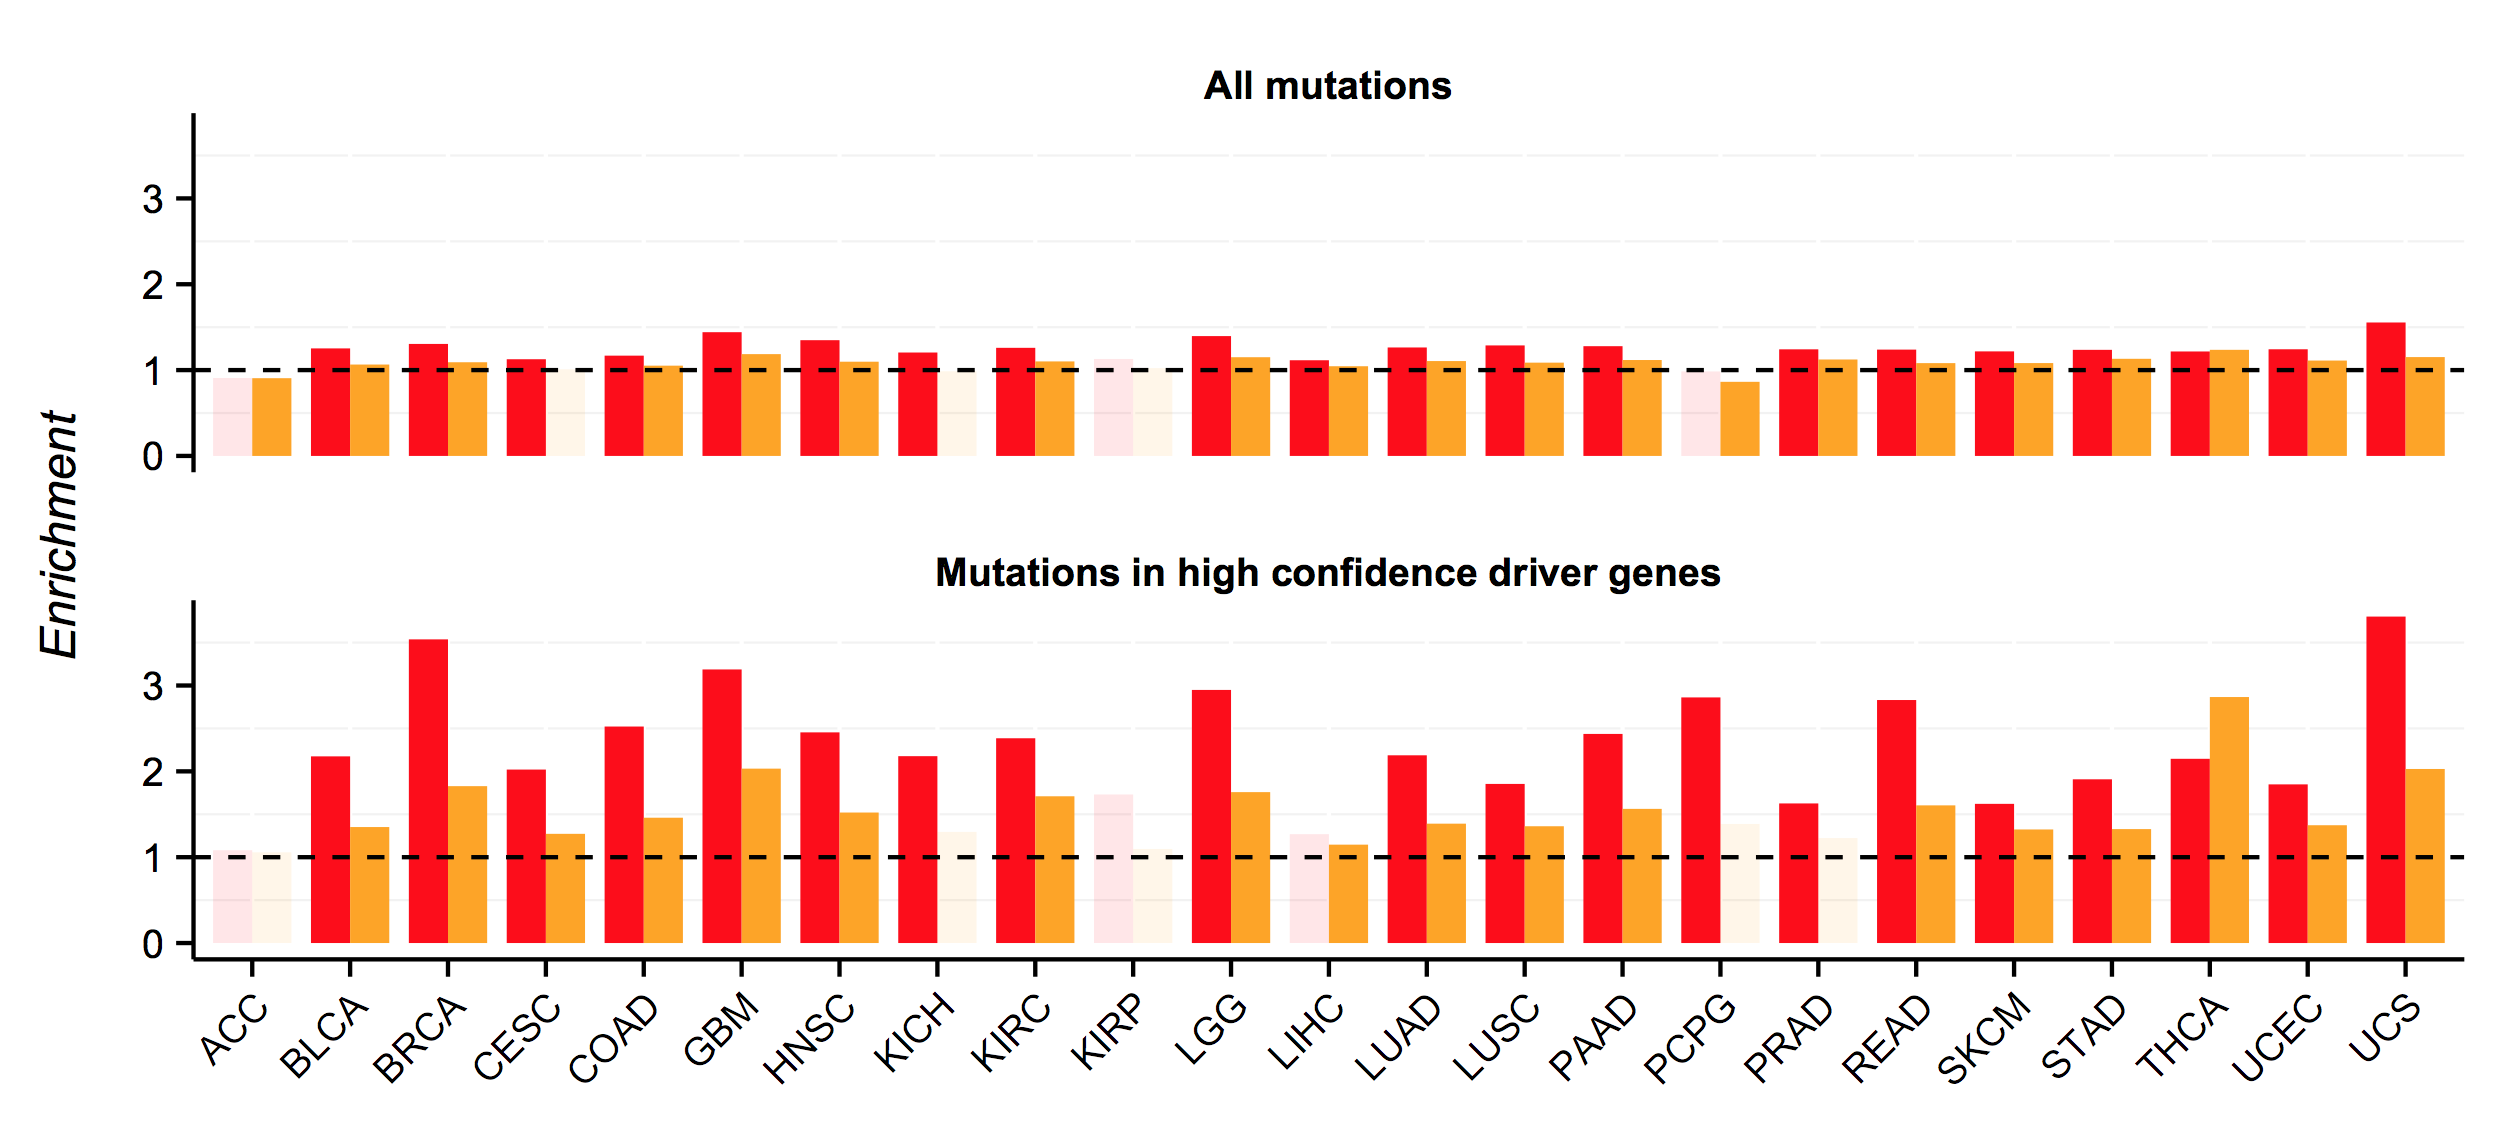 All mutations
3
2
1
0
Enrichment
Mutations in high confidence driver genes
3
2
1
0
ACC BLCA BRCA CESC COAD GBM HNSC KICH KIRC KIRP LGG LIHC LUAD LUSC PAAD PCPG PRAD READ SKCM STAD THCA UCEC UCS